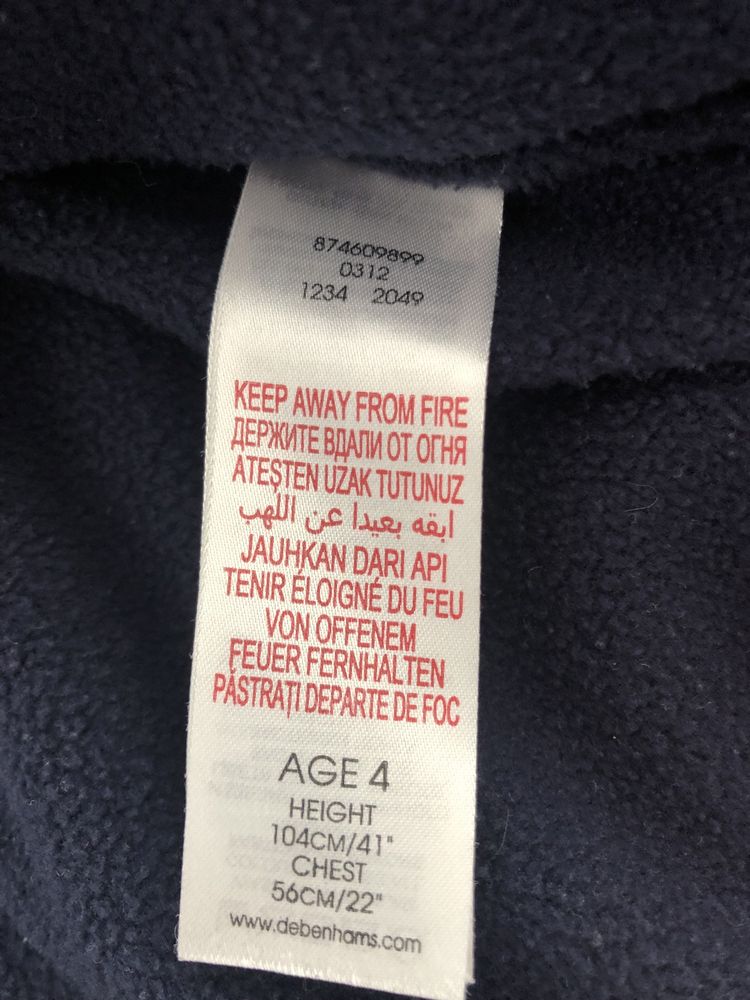 874609899
0312
1234 2049
KEEP AWAY FROM FIRE
ДЕРЖИТЕ ВДАЛИ ОТ ОГНЯ
ATEŞTEN UZAK TUTUNUZ
ابقه بعيدا عن اللهب
JAUHKAN DARI API
TENIR ÉLOIGNÉ DU FEU
VON OFFENEM
FEUER FERNHALTEN
PĂSTRAȚI DEPARTE DE FOC
AGE 4
HEIGHT
104CM/41"
CHEST
56CM/22"
www.debenhams.com